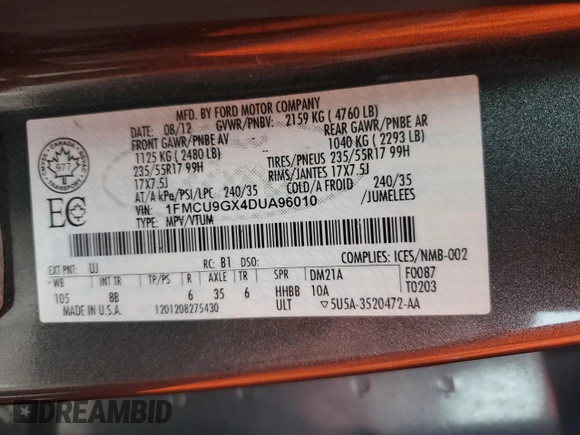 MFD. BY FORD MOTOR COMPANY
DATE: 08/12 GVWR/PNBV: 2159 KG ( 4760 LB)
FRONT GAWR/PNBE AV REAR GAWR/PNBE AR
1125 KG ( 2480 LB) 1040 KG ( 2293 LB)
235/55R17 99H TIRES/PNEUS 235/55R17 99H
17X7.5J RIMS/JANTES 17X7.5J
AT/A kPa/PSI/LPC 240/35 COLD/A FROID 240/35
VIN: 1FMCU9GX4DUA96010 /JUMELEES
TYPE: MPV/VTUM
CANADA
TRANSPORT
977
EC
COMPLIES: ICES/NMB-002
EXT PNT: UJ RC: B1 DSO:
WB INT TR TP/PS R AXLE TR SPR DM21A F0087
105 8B 6 35 6 HHBB 10A T0203
MADE IN U.S.A. 1201208275430 ULT ▽5U5A-3520472-AA
DREAMBID